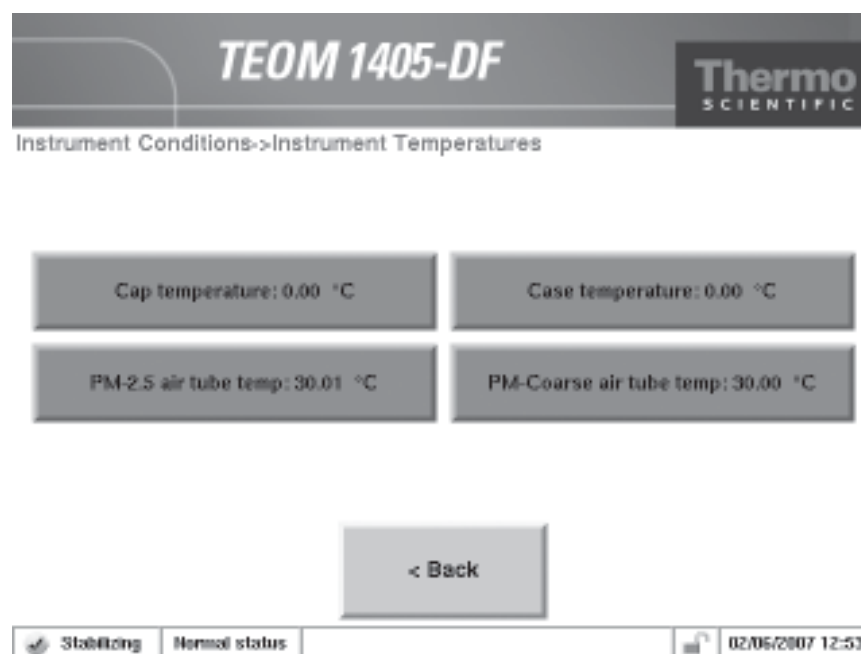 TEOM 1405-DF
Thermo
SCIENTIFIC
Instrument Conditions->Instrument Temperatures
Cap temperature: 0.00 °C
Case temperature: 0.00 °C
PM-2.5 air tube temp: 30.01 °C
PM-Coarse air tube temp: 30.00 °C
< Back
Stabilizing
Normal status
02/06/2007 12:53